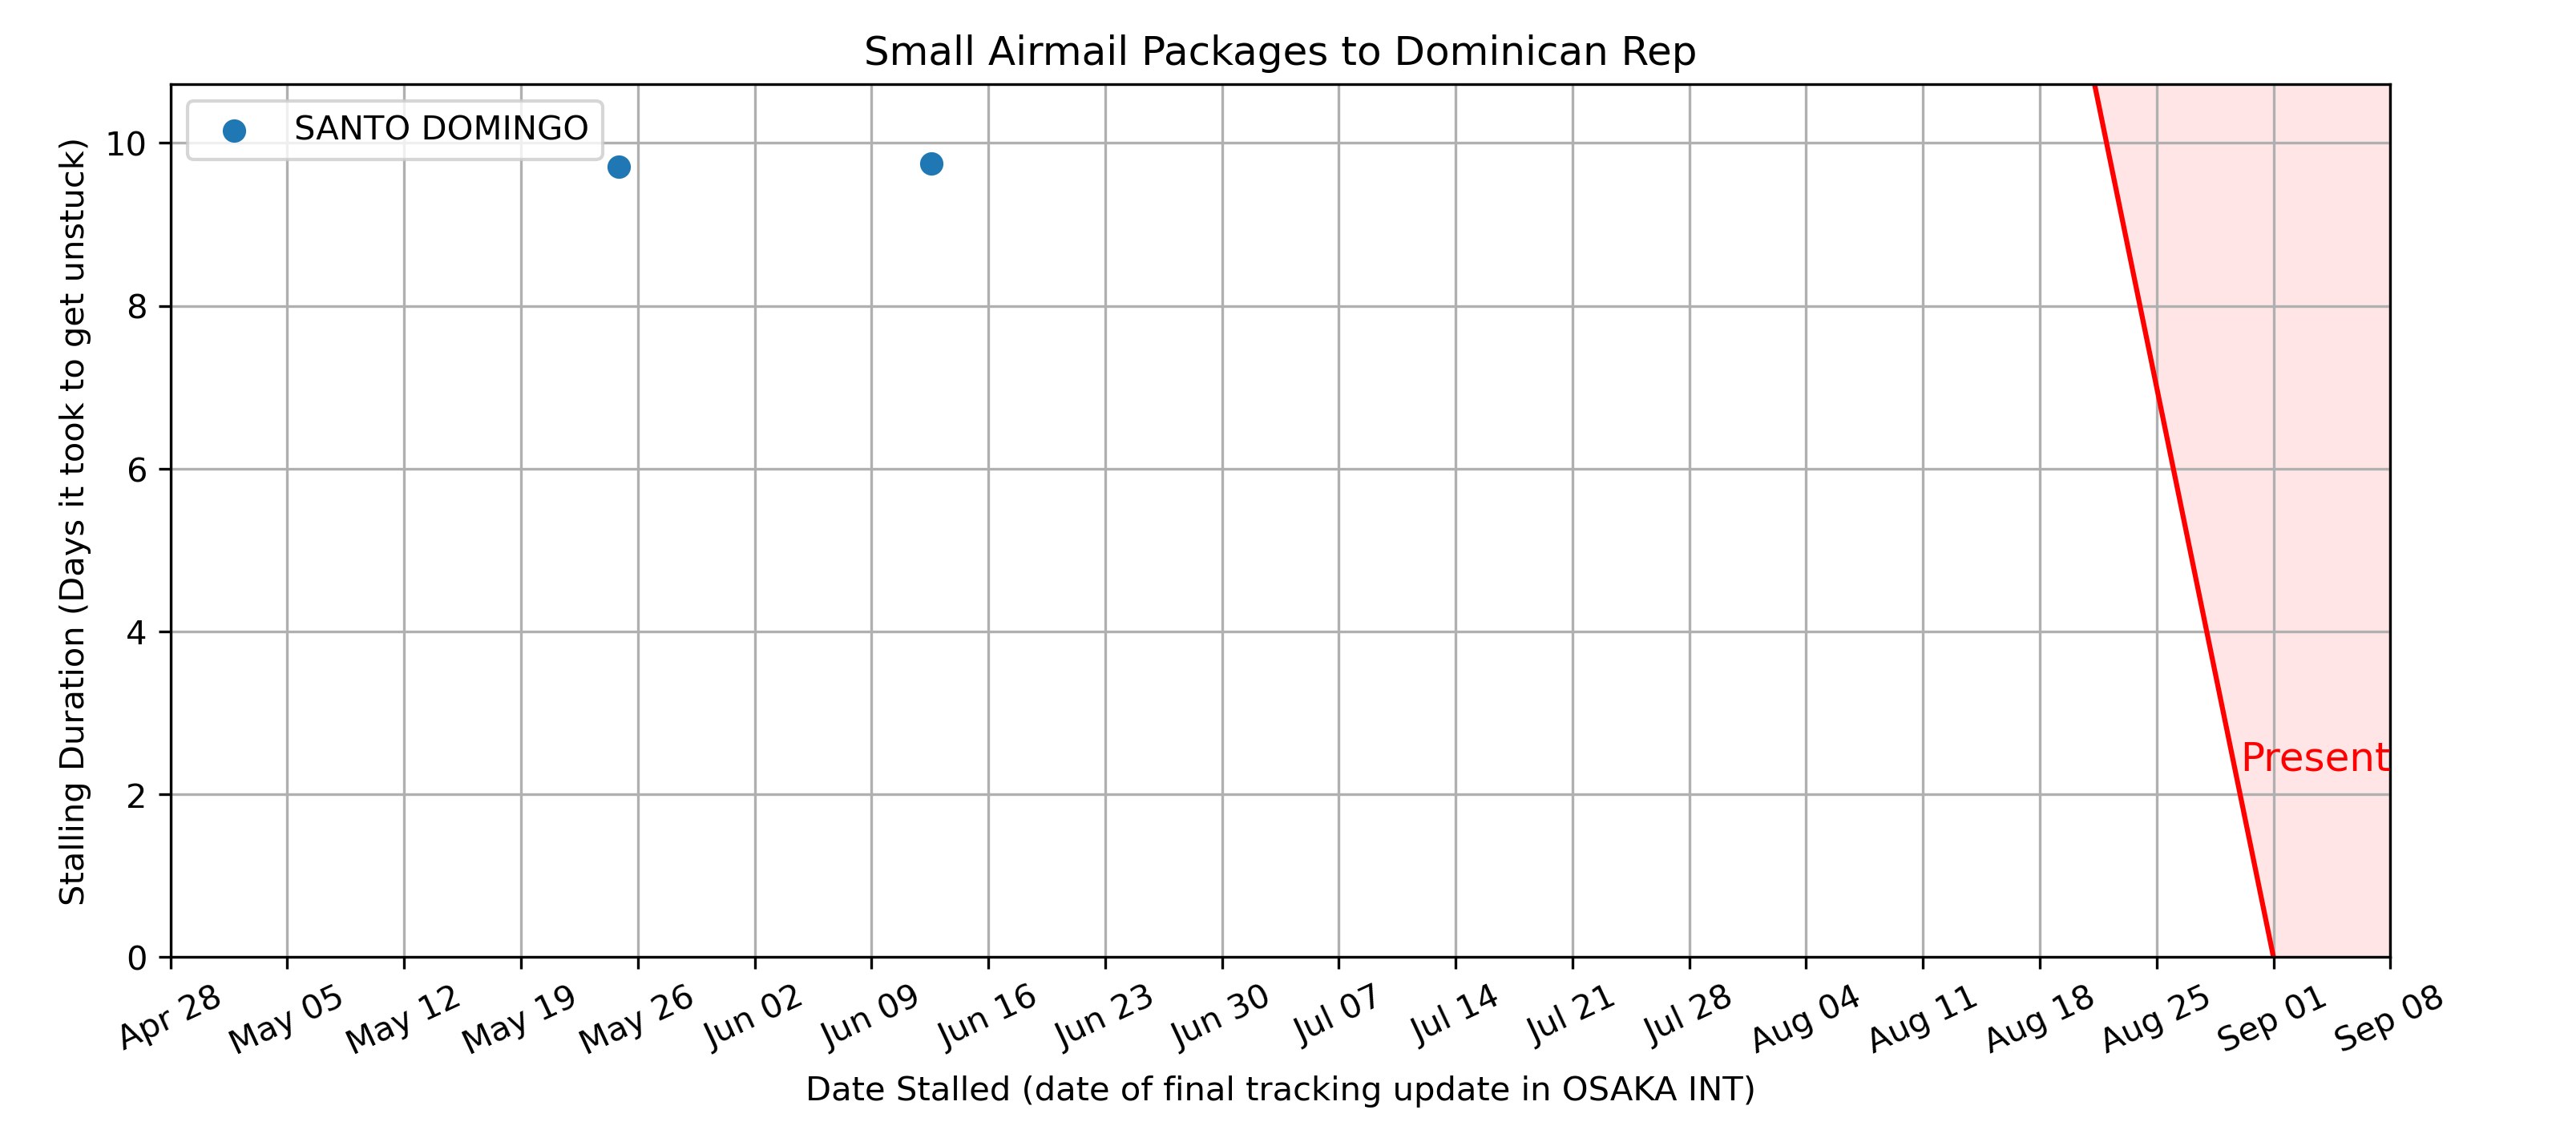 Small Airmail Packages to Dominican Rep
SANTO DOMINGO
Stalling Duration (Days it took to get unstuck)
10
8
6
4
2
0
Present
Apr 28 May 05 May 12 May 19 May 26 Jun 02 Jun 09 Jun 16 Jun 23 Jun 30 Jul 07 Jul 14 Jul 21 Jul 28 Aug 04 Aug 11 Aug 18 Aug 25 Sep 01 Sep 08
Date Stalled (date of final tracking update in OSAKA INT)